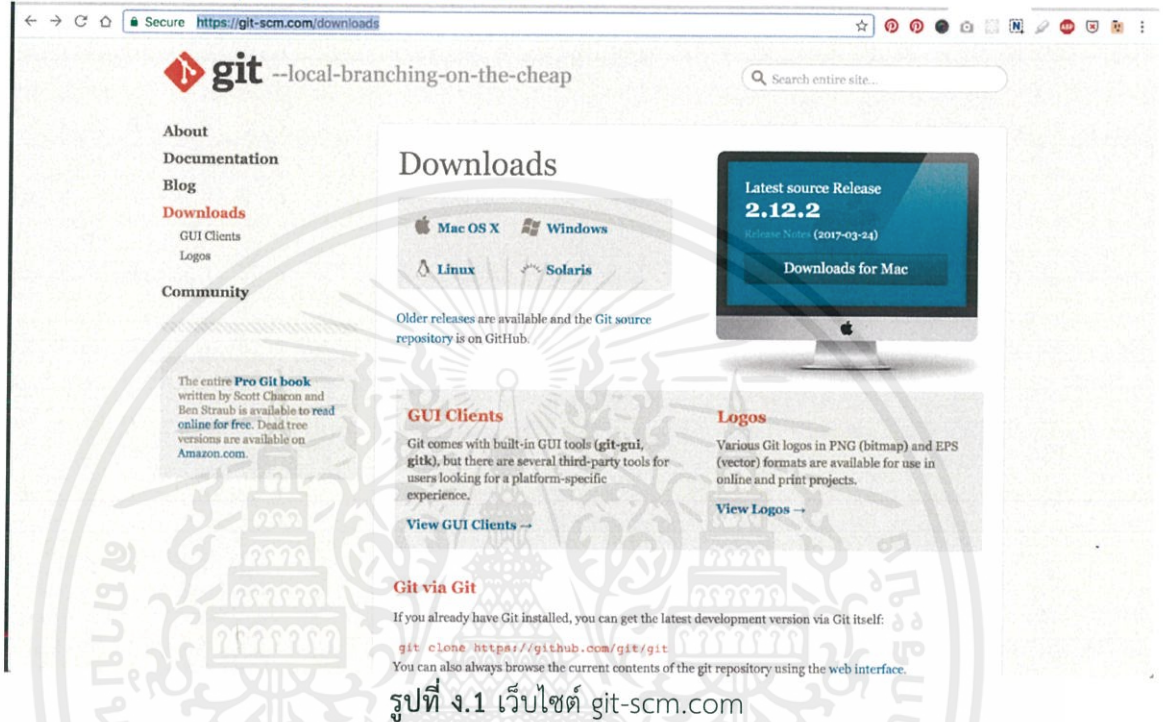 Secure https://git-scm.com/downloads
git --local-branching-on-the-cheap
Search entire site...
About
Documentation
Blog
Downloads
GUI Clients
Logos
Community
The entire Pro Git book
written by Scott Chacon and
Ben Straub is available to read
online for free. Dead tree
versions are available on
Amazon.com.
Downloads
Mac OS X Windows
Linux Solaris
Older releases are available and the Git source
repository is on GitHub.
Latest source Release
2.12.2
Release Notes (2017-03-24)
Downloads for Mac
GUI Clients
Git comes with built-in GUI tools (git-gui,
gitk), but there are several third-party tools for
users looking for a platform-specific
experience.
View GUI Clients →
Logos
Various Git logos in PNG (bitmap) and EPS
(vector) formats are available for use in
online and print projects.
View Logos →
Git via Git
If you already have Git installed, you can get the latest development version via Git itself:
git clone https://github.com/git/git
You can also always browse the current contents of the git repository using the web interface.
รูปที่ ง.1 เว็บไซต์ git-scm.com